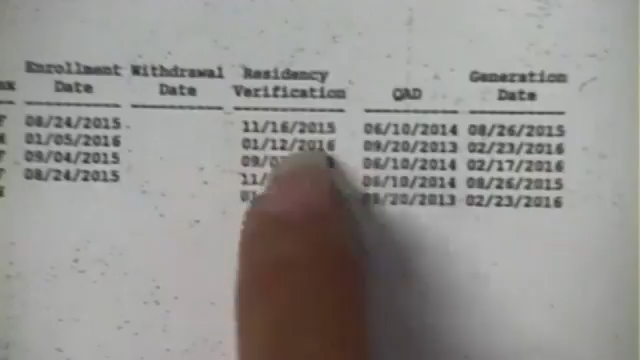 Enrollment Withdrawal Residency Generation
Date Date Verification QAD Date
08/24/2015 11/16/2015 06/10/2014 08/26/2015
01/05/2016 01/12/2016 09/20/2013 02/23/2016
09/04/2015 06/10/2014 02/17/2016
08/24/2015 06/10/2014 08/26/2015
02/23/2016